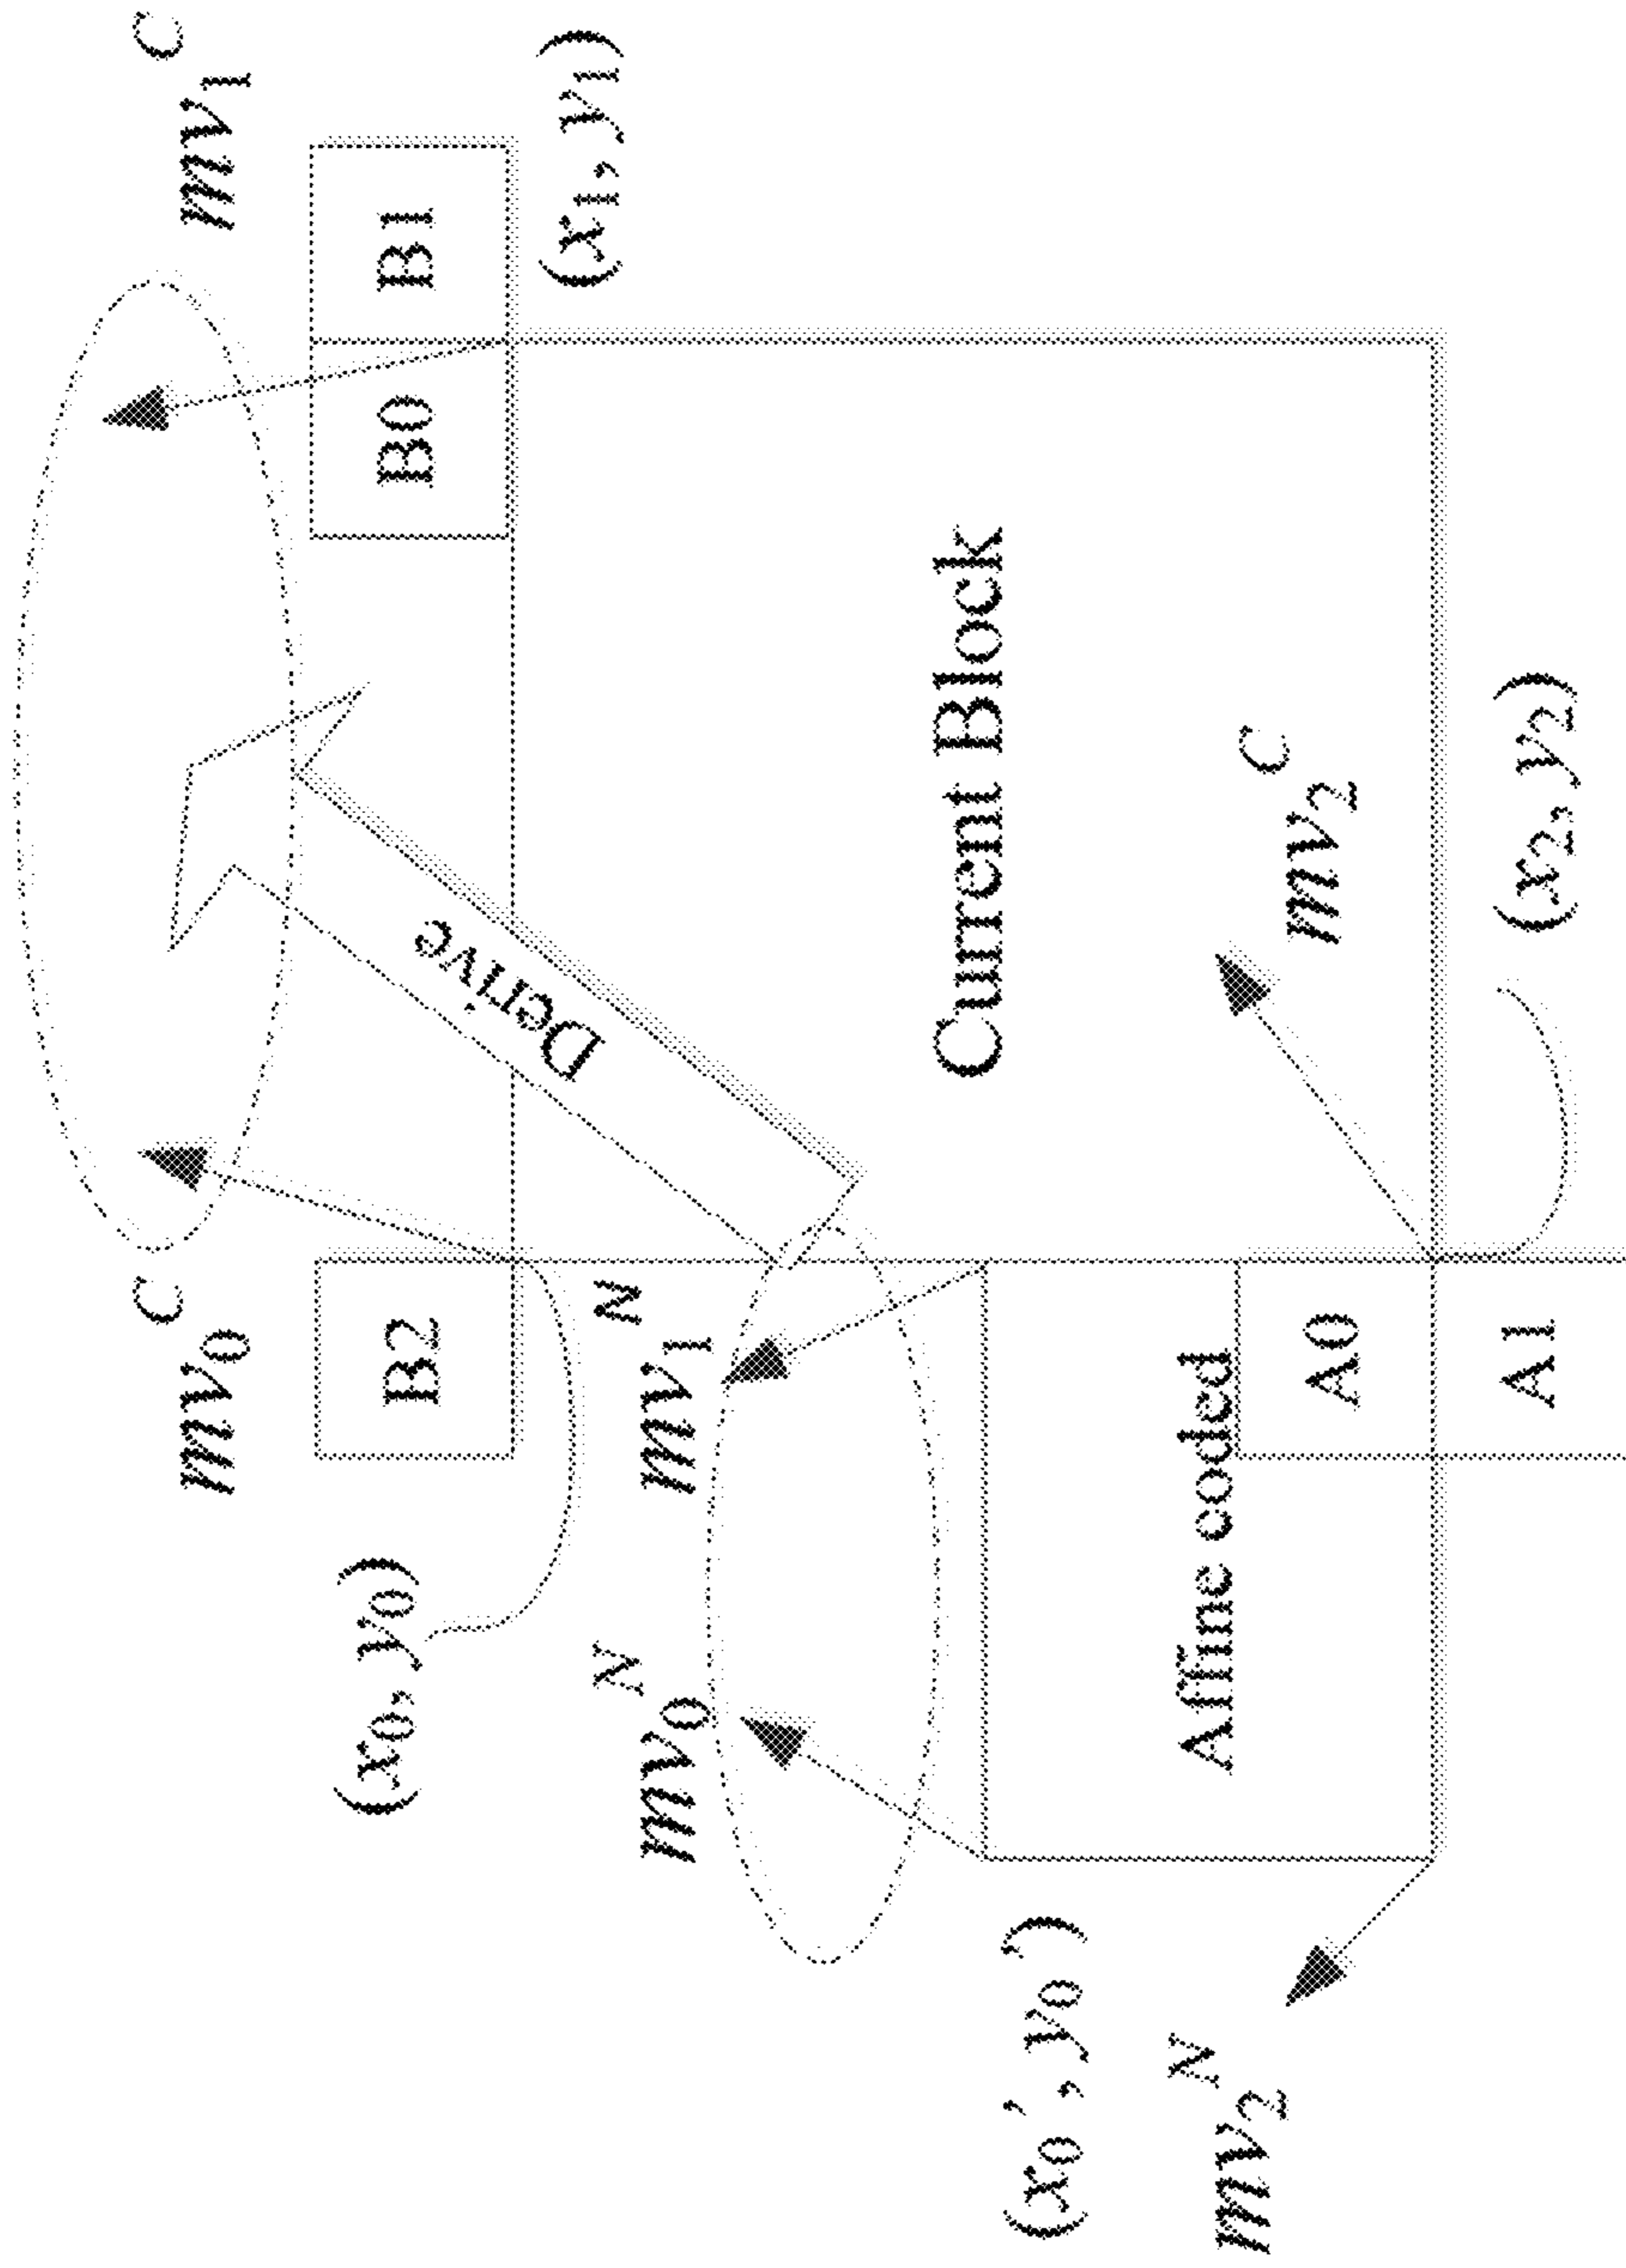 mv₀ᶜ
mv₁ᶜ
(x₀, y₀)
B2
B0
B1
Derive
(x₁, y₁)
mv₀ᴺ
mv₁ᴺ
Current Block
(x₀', y₀')
Affine coded
mv₂ᴺ
mv₂ᶜ
A0
A1
(x₂, y₂)